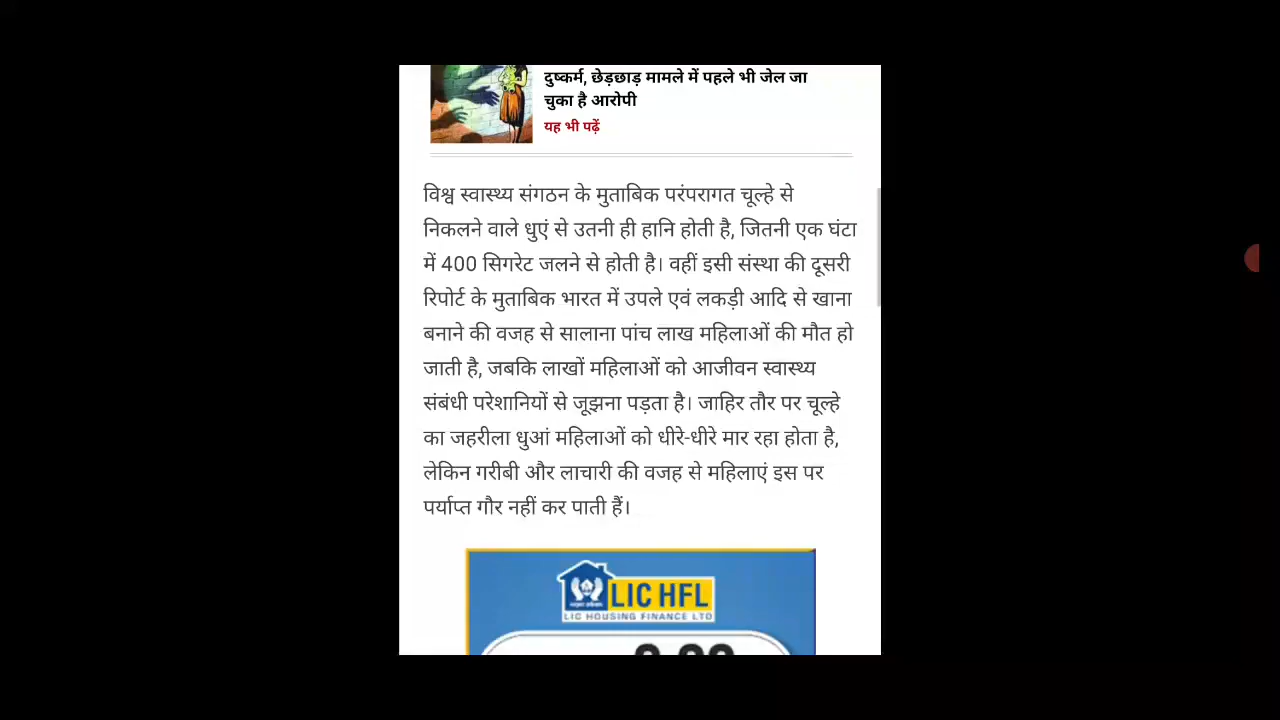 दुष्कर्म, छेड़छाड़ मामले में पहले भी जेल जा
चुका है आरोपी
यह भी पढ़ें
विश्व स्वास्थ्य संगठन के मुताबिक परंपरागत चूल्हे से
निकलने वाले धुएं से उतनी ही हानि होती है, जितनी एक घंटा
में 400 सिगरेट जलने से होती है। वहीं इसी संस्था की दूसरी
रिपोर्ट के मुताबिक भारत में उपले एवं लकड़ी आदि से खाना
बनाने की वजह से सालाना पांच लाख महिलाओं की मौत हो
जाती है, जबकि लाखों महिलाओं को आजीवन स्वास्थ्य
संबंधी परेशानियों से जूझना पड़ता है। जाहिर तौर पर चूल्हे
का जहरीला धुआं महिलाओं को धीरे-धीरे मार रहा होता है,
लेकिन गरीबी और लाचारी की वजह से महिलाएं इस पर
पर्याप्त गौर नहीं कर पाती हैं।
LIC HFL
LIC HOUSING FINANCE LTD